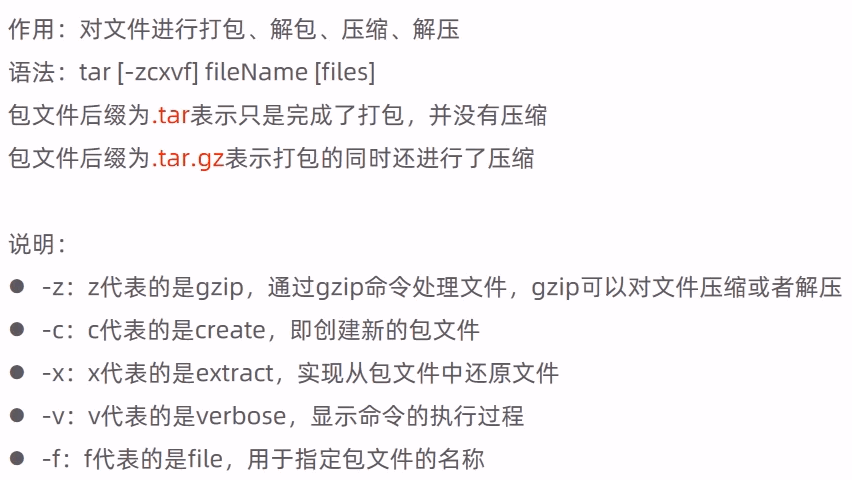 作用：对文件进行打包、解包、压缩、解压
语法：tar [-zcxvf] fileName [files]
包文件后缀为.tar表示只是完成了打包，并没有压缩
包文件后缀为.tar.gz表示打包的同时还进行了压缩
说明：
● -z：z代表的是gzip，通过gzip命令处理文件，gzip可以对文件压缩或者解压
● -c：c代表的是create，即创建新的包文件
● -x：x代表的是extract，实现从包文件中还原文件
● -v：v代表的是verbose，显示命令的执行过程
● -f：f代表的是file，用于指定包文件的名称